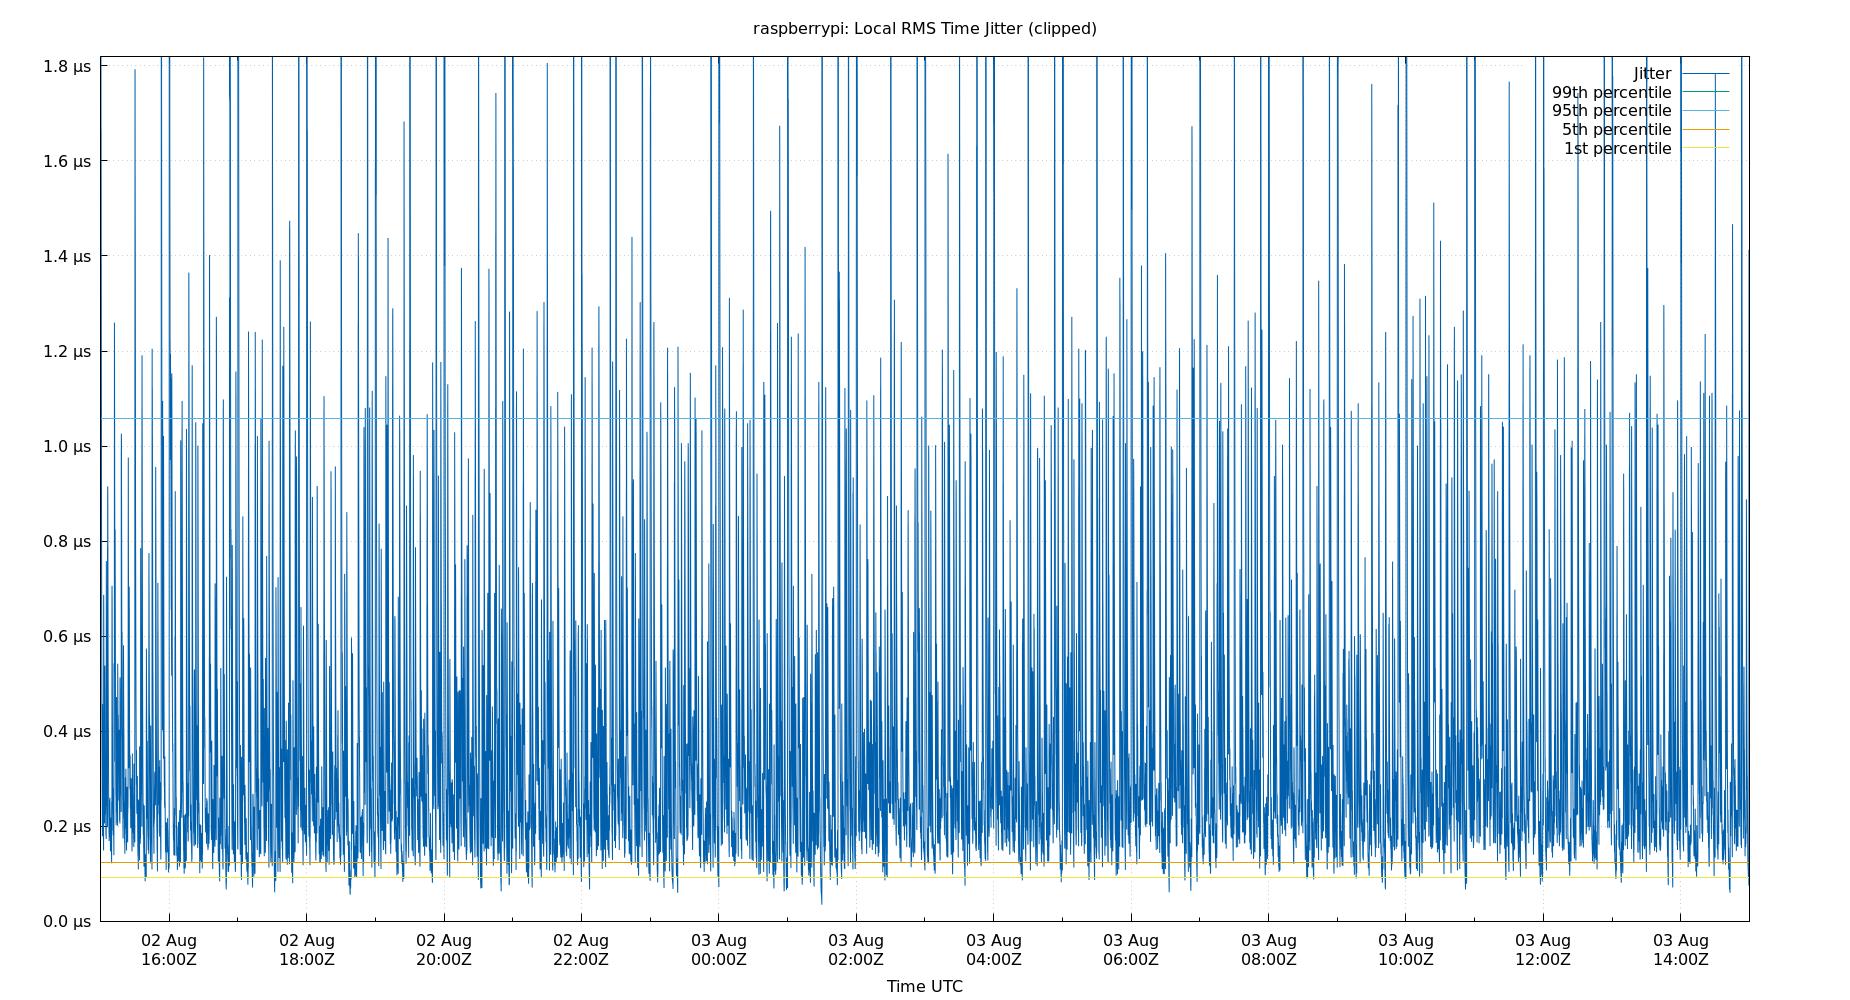 raspberrypi: Local RMS Time Jitter (clipped)
1.8 µs
1.6 µs
1.4 µs
1.2 µs
1.0 µs
0.8 µs
0.6 µs
0.4 µs
0.2 µs
0.0 µs
Jitter
99th percentile
95th percentile
5th percentile
1st percentile
02 Aug 02 Aug 02 Aug 02 Aug 03 Aug 03 Aug 03 Aug 03 Aug 03 Aug 03 Aug 03 Aug 03 Aug
16:00Z 18:00Z 20:00Z 22:00Z 00:00Z 02:00Z 04:00Z 06:00Z 08:00Z 10:00Z 12:00Z 14:00Z
Time UTC